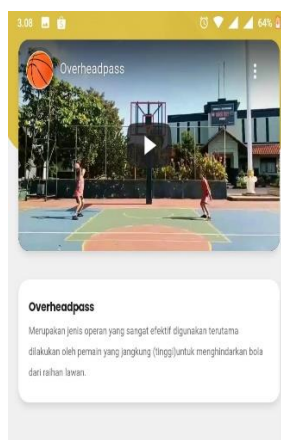 3.08
64%
Overheadpass
Overheadpass
Merupakan jenis operan yang sangat efektif digunakan terutama
dilakukan oleh pemain yang jangkung (tinggi)untuk menghindarkan bola
dari raihan lawan.